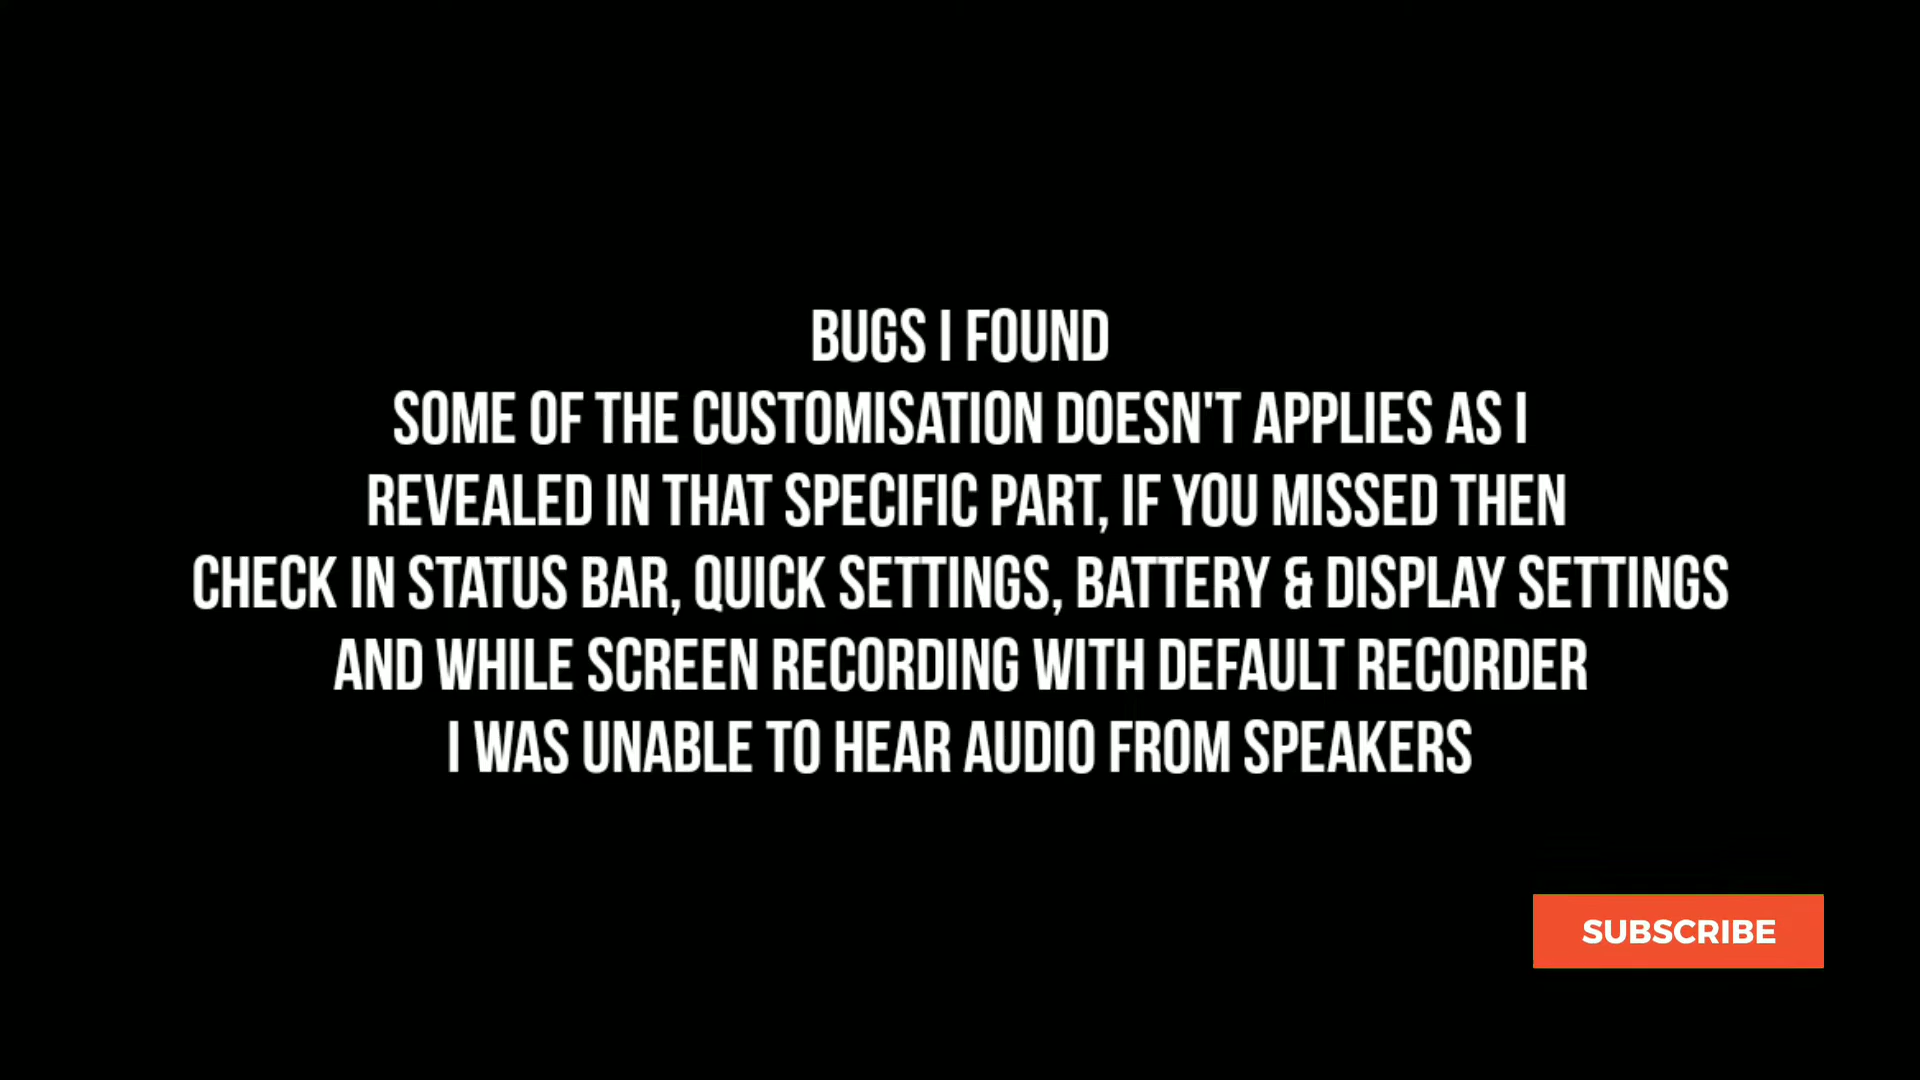 BUGS I FOUND
SOME OF THE CUSTOMISATION DOESN'T APPLIES AS I
REVEALED IN THAT SPECIFIC PART, IF YOU MISSED THEN
CHECK IN STATUS BAR, QUICK SETTINGS, BATTERY & DISPLAY SETTINGS
AND WHILE SCREEN RECORDING WITH DEFAULT RECORDER
I WAS UNABLE TO HEAR AUDIO FROM SPEAKERS
SUBSCRIBE